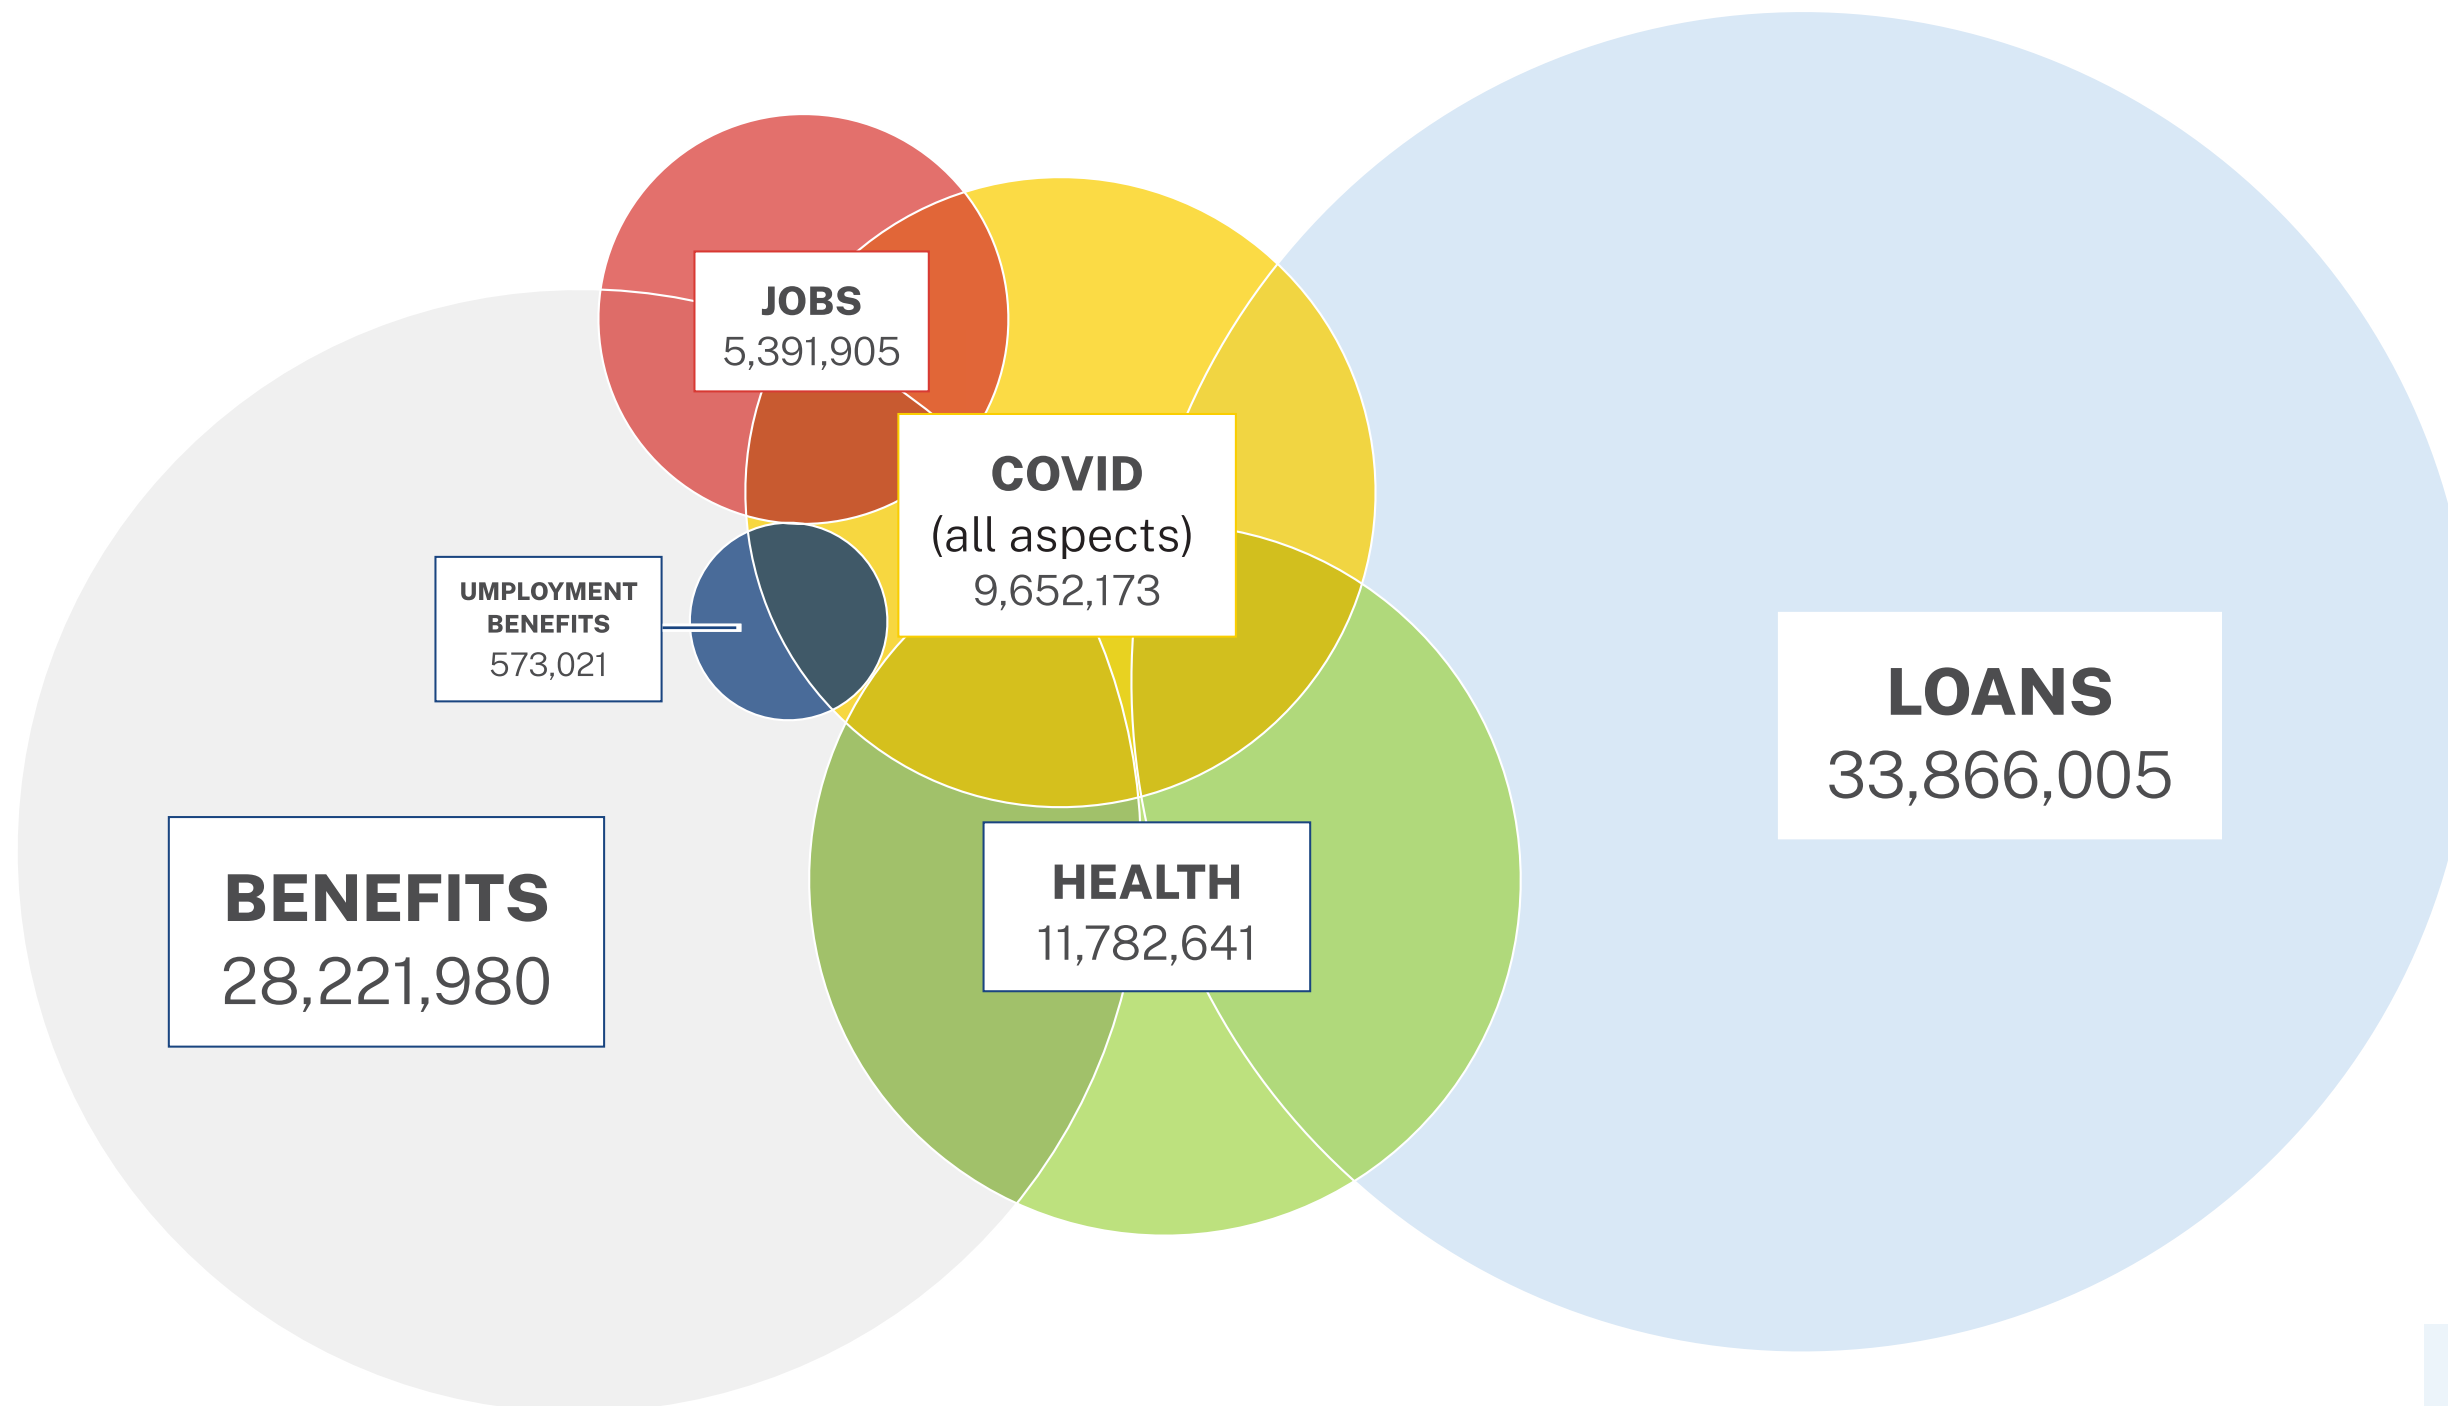 JOBS
5,391,905
COVID
(all aspects)
9,652,173
UMPLOYMENT
BENEFITS
573,021
LOANS
33,866,005
BENEFITS
28,221,980
HEALTH
11,782,641